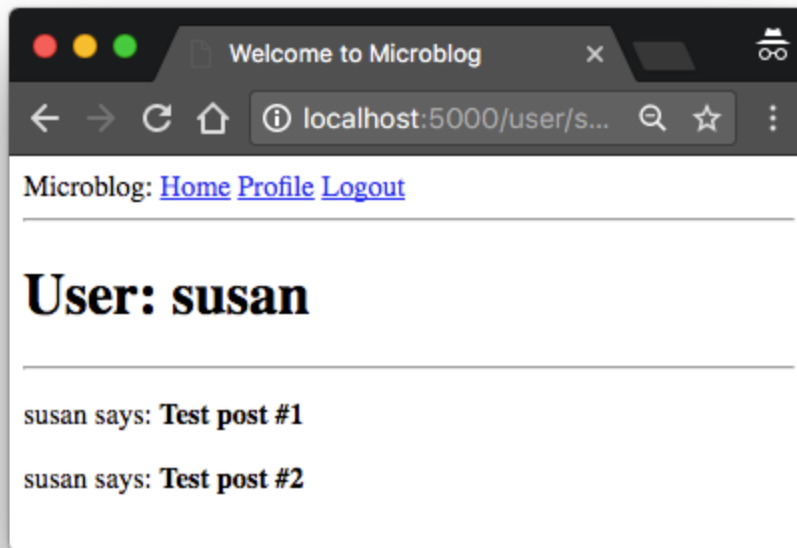 Welcome to Microblog
localhost:5000/user/s...
Microblog: Home Profile Logout
User: susan
susan says: Test post #1
susan says: Test post #2